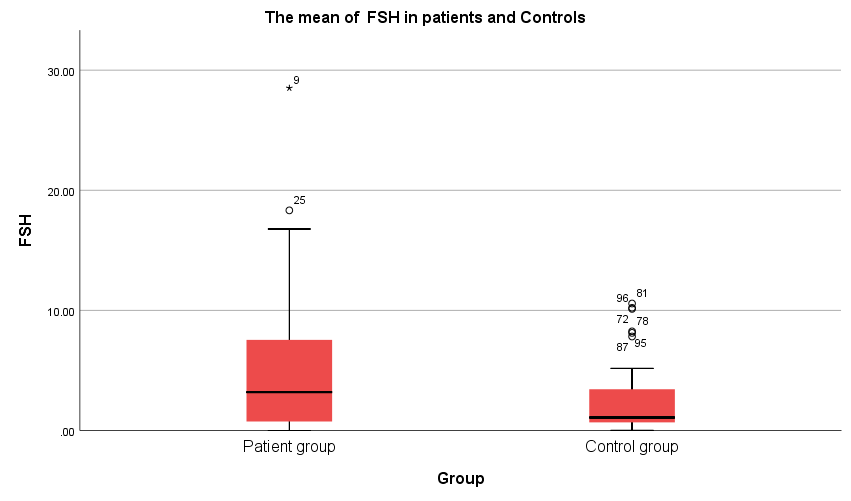 The mean of FSH in patients and Controls
30.00
20.00
10.00
.00
FSH
9
25
96 81
72 78
87 95
Patient group
Control group
Group